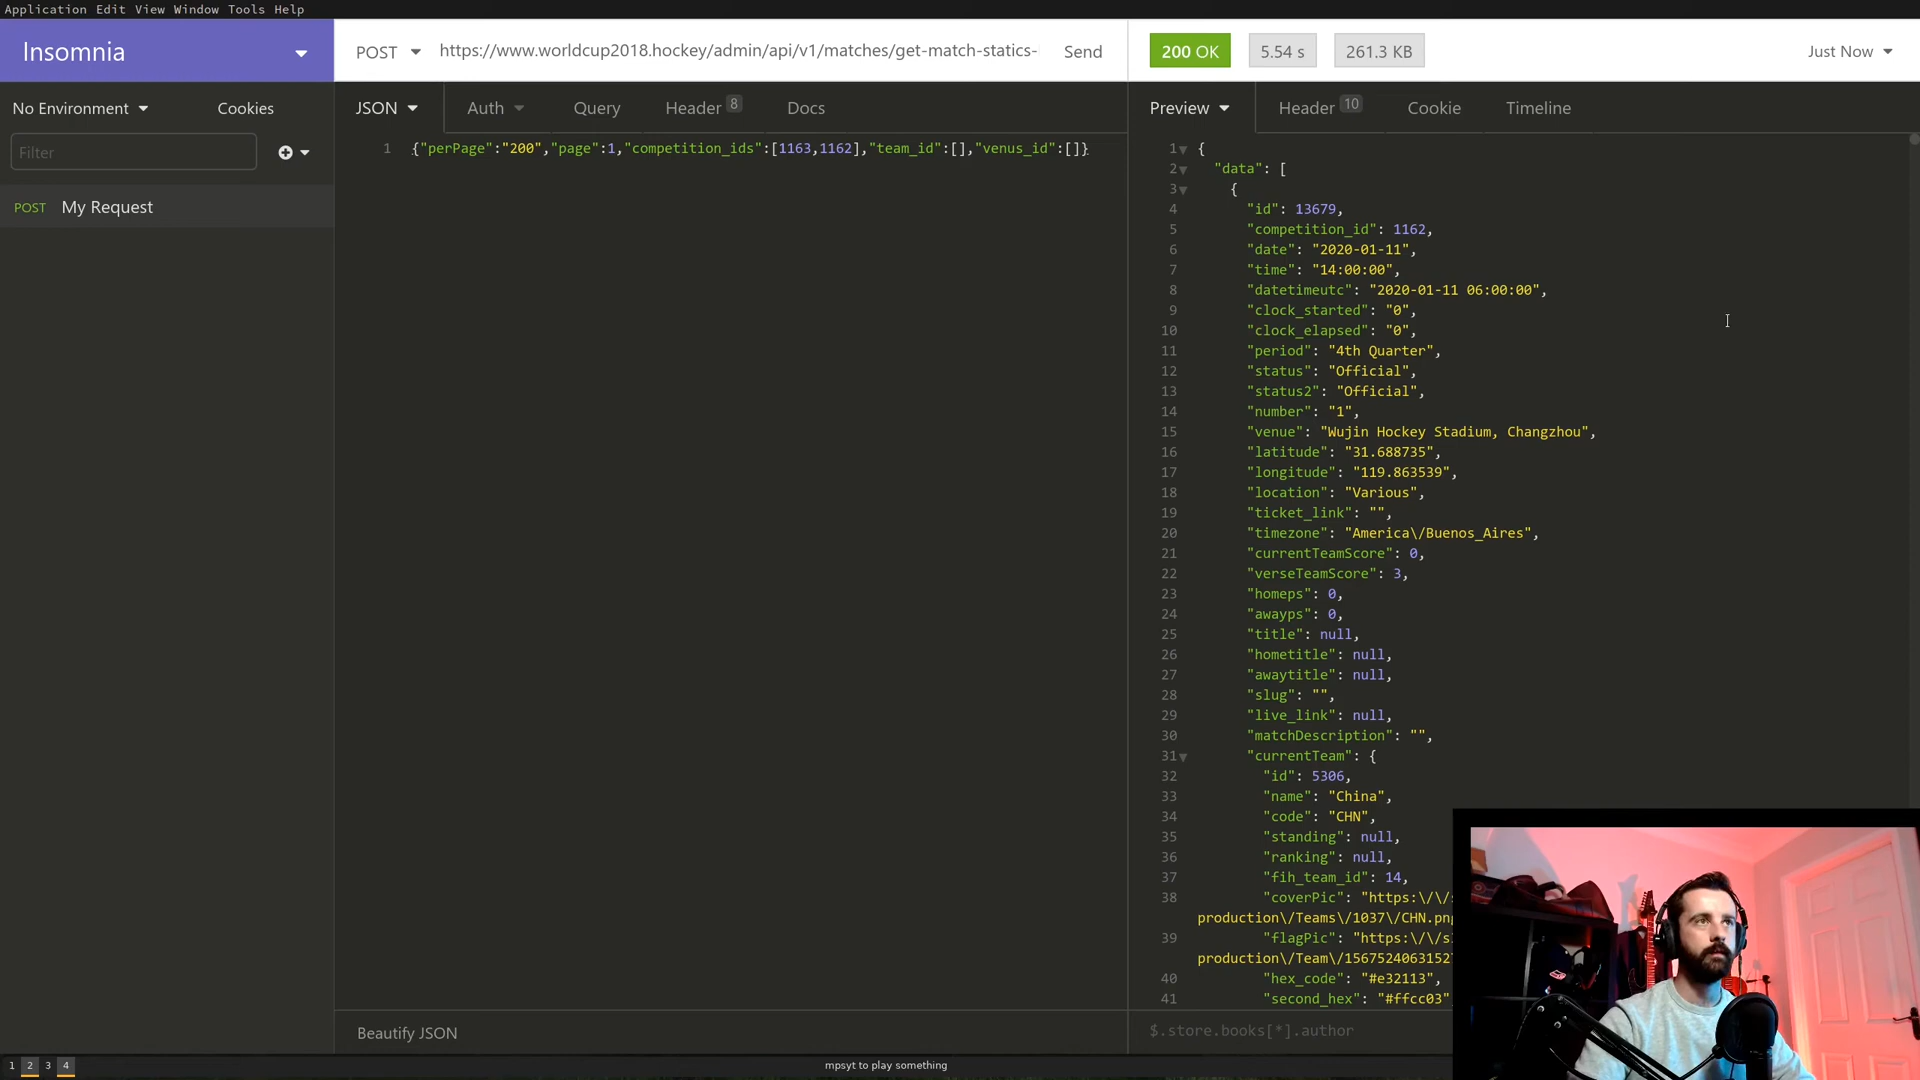 Application Edit View Window Tools Help
Insomnia
POST https://www.worldcup2018.hockey/admin/api/v1/matches/get-match-statics- Send
200 OK 5.54 s 261.3 KB Just Now
No Environment Cookies
JSON Auth Query Header 8 Docs
Preview Header 10 Cookie Timeline
Filter
POST My Request
1 {"perPage":"200","page":1,"competition_ids":[1163,1162],"team_id":[],"venus_id":[]}
1 {
2 "data": [
3 {
4 "id": 13679,
5 "competition_id": 1162,
6 "date": "2020-01-11",
7 "time": "14:00:00",
8 "datetimeutc": "2020-01-11 06:00:00",
9 "clock_started": "0",
10 "clock_elapsed": "0",
11 "period": "4th Quarter",
12 "status": "Official",
13 "status2": "Official",
14 "number": "1",
15 "venue": "Wujin Hockey Stadium, Changzhou",
16 "latitude": "31.688735",
17 "longitude": "119.863539",
18 "location": "Various",
19 "ticket_link": "",
20 "timezone": "America\/Buenos_Aires",
21 "currentTeamScore": 0,
22 "verseTeamScore": 3,
23 "homeps": 0,
24 "awayps": 0,
25 "title": null,
26 "hometitle": null,
27 "awaytitle": null,
28 "slug": "",
29 "live_link": null,
30 "matchDescription": "",
31 "currentTeam": {
32 "id": 5306,
33 "name": "China",
34 "code": "CHN",
35 "standing": null,
36 "ranking": null,
37 "fih_team_id": 14,
38 "coverPic": "https:\/\/s
production\/Teams\/1037\/CHN.png
39 "flagPic": "https:\/\/s
production\/Team\/1567524063152
40 "hex_code": "#e32113",
41 "second_hex": "#ffcc03"
Beautify JSON
$.store.books[*].author
1 2 3 4
mpsyt to play something